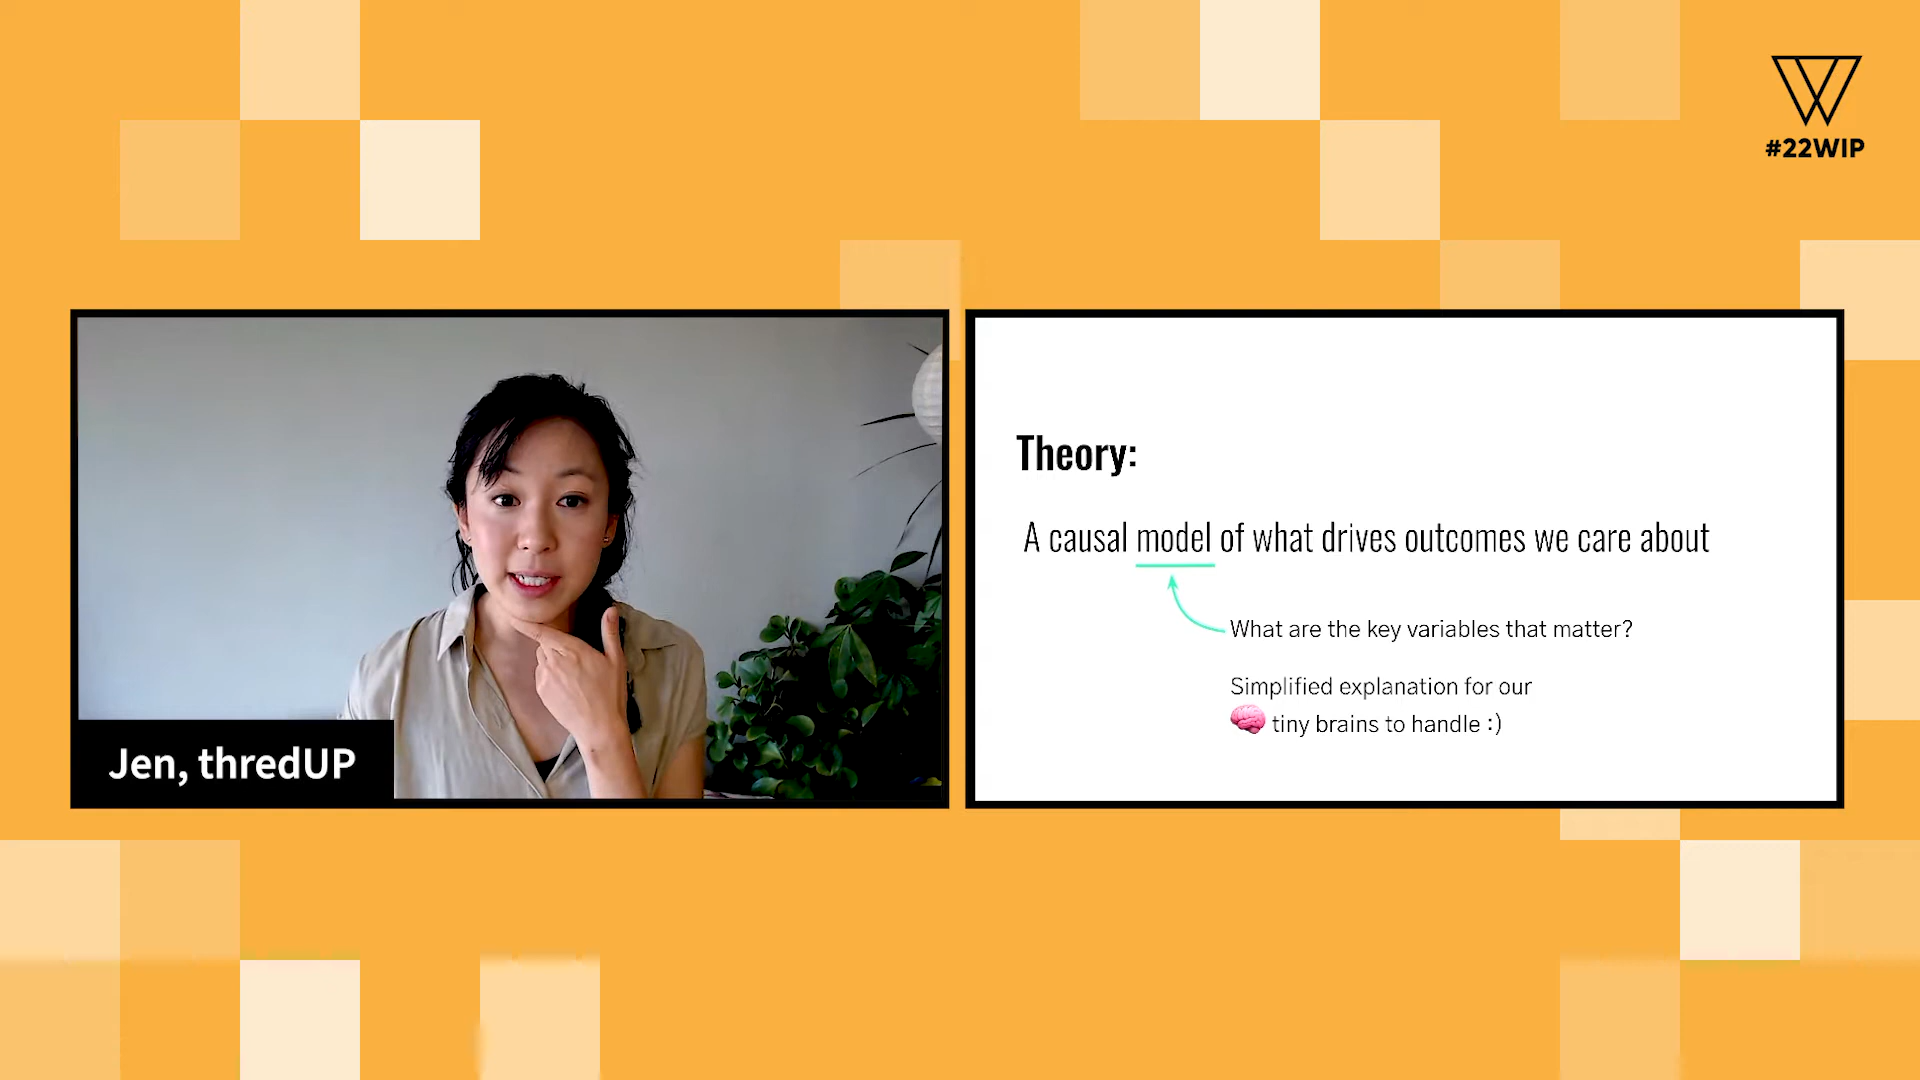 #22WIP
Jen, thredUP
Theory:
A causal model of what drives outcomes we care about
What are the key variables that matter?
Simplified explanation for our
🧠 tiny brains to handle :)